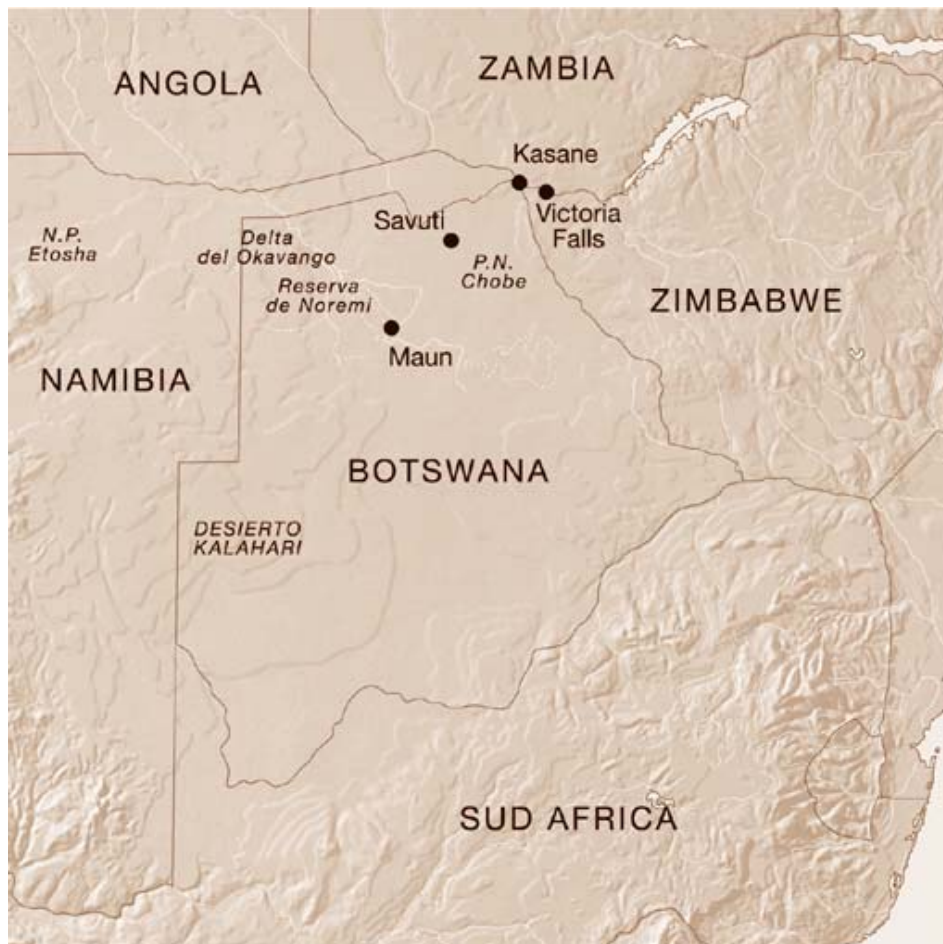 ANGOLA
ZAMBIA
Kasane
Victoria
Falls
Savuti
N.P.
Etosha
Delta
del Okavango
P.N.
Chobe
Reserva
de Noremi
ZIMBABWE
Maun
NAMIBIA
BOTSWANA
DESIERTO
KALAHARI
SUD AFRICA